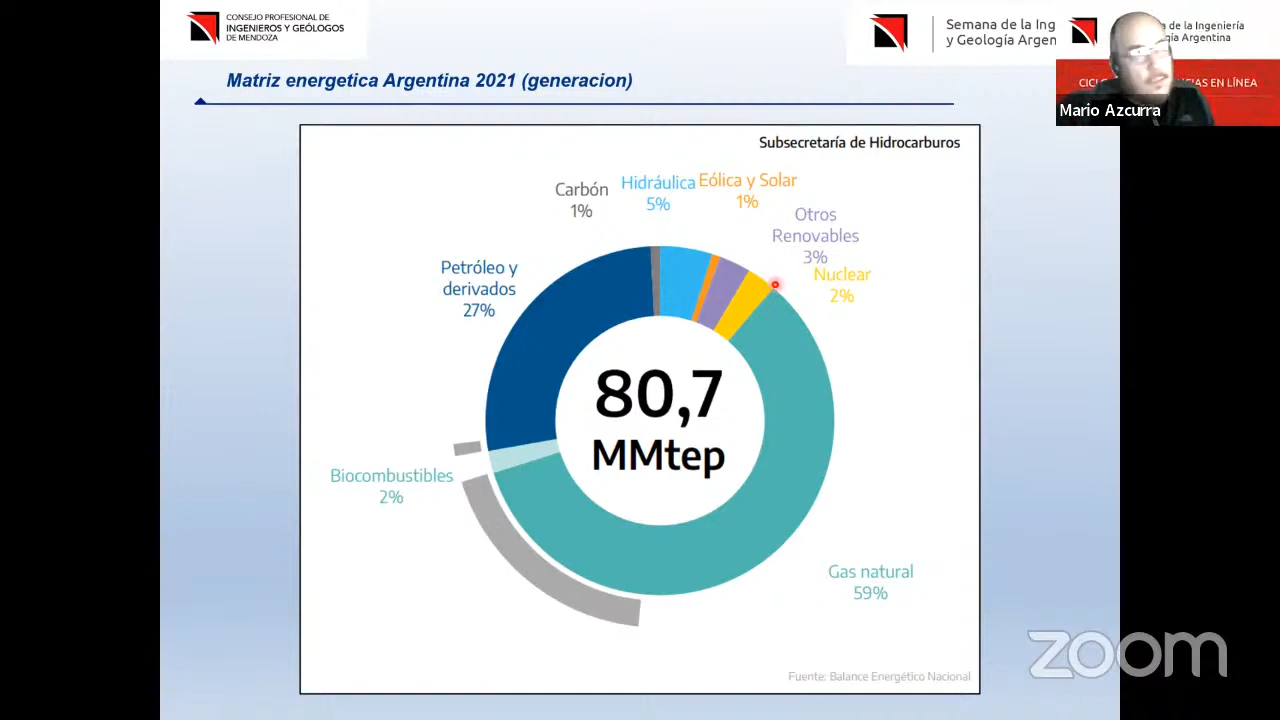 CONSEJO PROFESIONAL DE
INGENIEROS Y GEÓLOGOS
DE MENDOZA
Semana de la Ing
y Geología Argen
a de la Ingeniería
gía Argentina
CICLO
IAS EN LÍNEA
Mario Azcurra
Matriz energetica Argentina 2021 (generacion)
Subsecretaría de Hidrocarburos
Carbón
1%
Hidráulica
5%
Eólica y Solar
1%
Otros
Renovables
3%
Nuclear
2%
Petróleo y
derivados
27%
80,7
MMtep
Biocombustibles
2%
Gas natural
59%
Fuente: Balance Energético Nacional
zoom